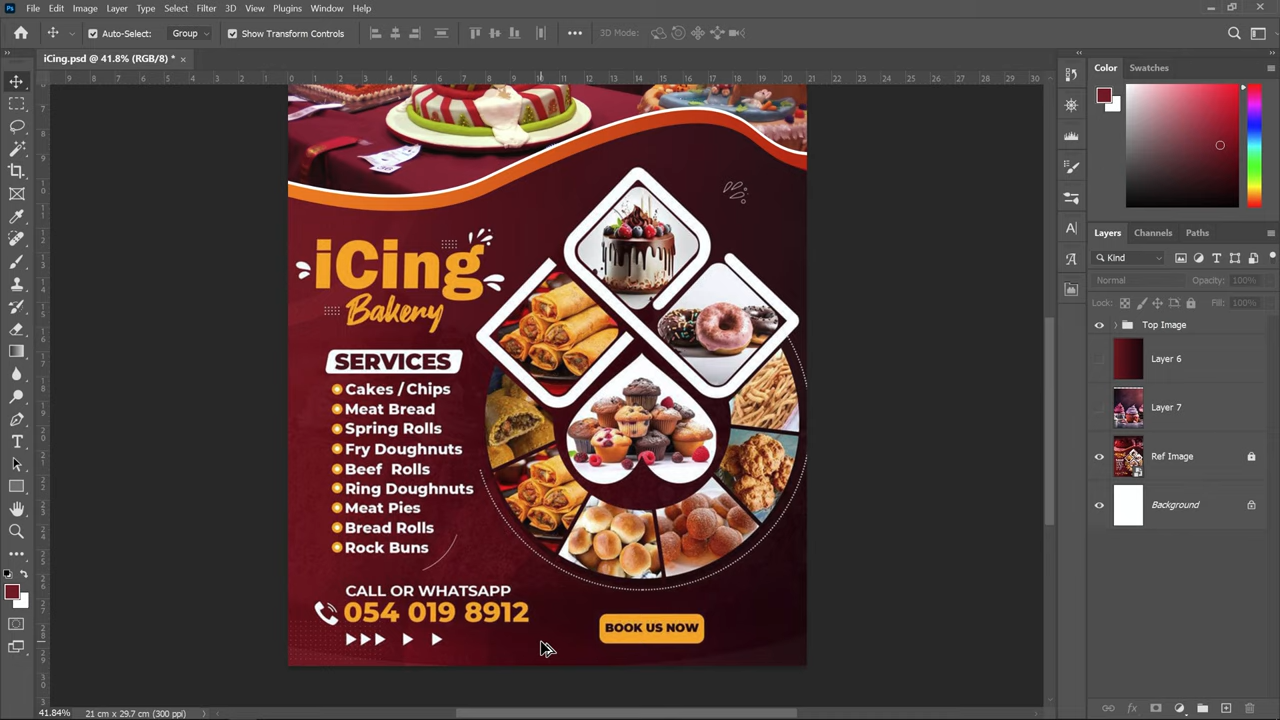 File Edit Image Layer Type Select Filter 3D View Plugins Window Help
Auto-Select: Group Show Transform Controls 3D Mode:
iCing.psd @ 41.8% (RGB/8) *
Color Swatches
iCing
Bakery
SERVICES
Cakes / Chips
Meat Bread
Spring Rolls
Fry Doughnuts
Beef Rolls
Ring Doughnuts
Meat Pies
Bread Rolls
Rock Buns
CALL OR WHATSAPP
054 019 8912
BOOK US NOW
Layers Channels Paths
Kind
Normal Opacity: 100%
Lock: Fill: 100%
Top Image
Layer 6
Layer 7
Ref Image
Background
41.84% 21 cm x 29.7 cm (300 ppi)